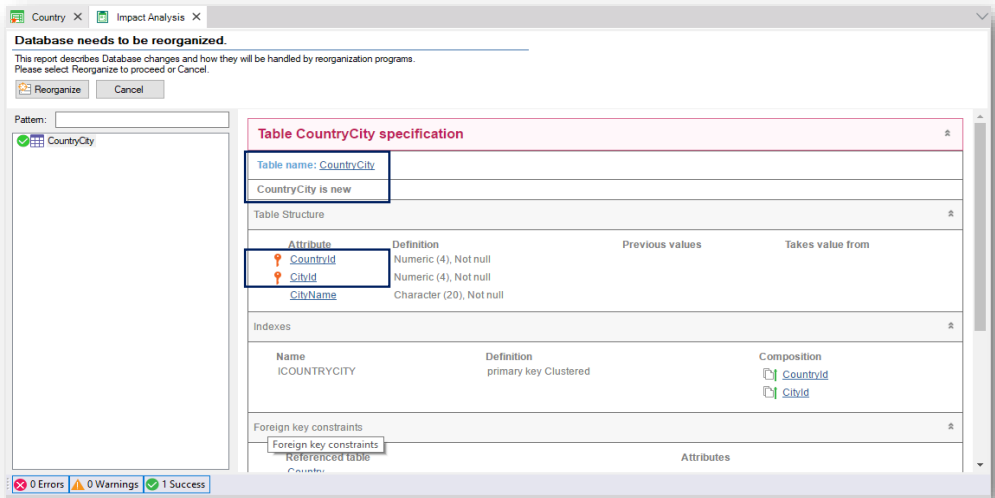 Country
Impact Analysis
Database needs to be reorganized.
This report describes Database changes and how they will be handled by reorganization programs.
Please select Reorganize to proceed or Cancel.
Reorganize Cancel
Pattern:
CountryCity
Table CountryCity specification
Table name: CountryCity
CountryCity is new
Table Structure
Attribute Definition Previous values Takes value from
CountryId Numeric (4), Not null
CityId Numeric (4), Not null
CityName Character (20), Not null
Indexes
Name Definition Composition
ICOUNTRYCITY primary key Clustered CountryId
CityId
Foreign key constraints
Foreign key constraints
Referenced table Attributes
Country
0 Errors 0 Warnings 1 Success